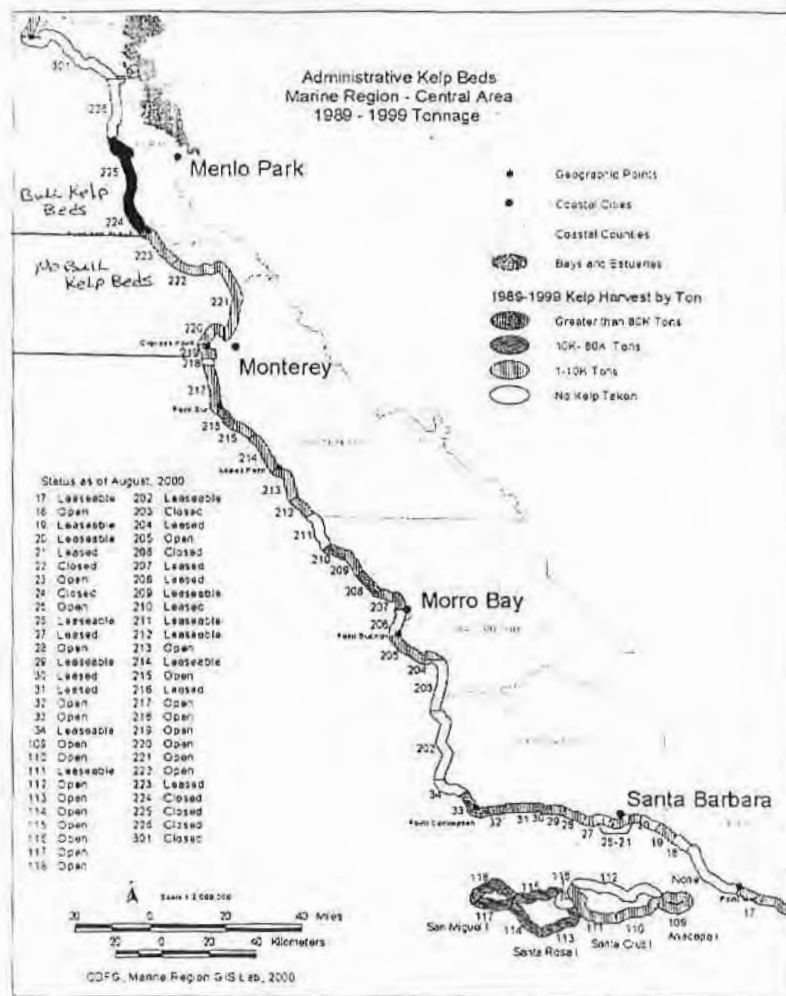 Administrative Kelp Beds
Marine Region - Central Area
1989 - 1999 Tonnage
301
226
Menlo Park
225
Bull Kelp
Beds
224
No Bull
Kelp Beds
223
222
221
220
Monterey
219
218
217
Point Sur
216
215
214
Lopez Point
213
212
211
210
209
208
207
Morro Bay
206
Point Buchon
205
204
203
202
34
33
Point Conception
32
31
30
29
28
27
25-21
Santa Barbara
20
19
18
None
17
118
117
San Miguel I
115
114
Santa Rosa I
113
116
112
111
110
Santa Cruz I
109
Anacapa I
Geographic Points
Coastal Cities
Coastal Counties
Bays and Estuaries
1989-1999 Kelp Harvest by Ton
Greater than 80K Tons
10K- 80K Tons
1-10K Tons
No Kelp Taken
Status as of August, 2000
17 Leaseable 202 Leaseable
18 Open 203 Closed
19 Leaseable 204 Leased
20 Leaseable 205 Open
21 Leased 206 Closed
22 Closed 207 Leased
23 Open 208 Leased
24 Closed 209 Leaseable
25 Open 210 Leased
26 Leaseable 211 Leaseable
27 Leased 212 Leaseable
28 Open 213 Open
29 Leaseable 214 Leaseable
30 Leased 215 Open
31 Leased 216 Leased
32 Open 217 Open
33 Open 218 Open
34 Leaseable 219 Open
109 Open 220 Open
110 Open 221 Open
111 Leaseable 222 Open
112 Open 223 Leased
113 Open 224 Closed
114 Open 225 Closed
115 Open 226 Closed
116 Open 301 Closed
117 Open
118 Open
Scale 1:2,000,000
20 0 20 40 Miles
20 0 20 40 Kilometers
CDFG, Marine Region GIS Lab, 2000